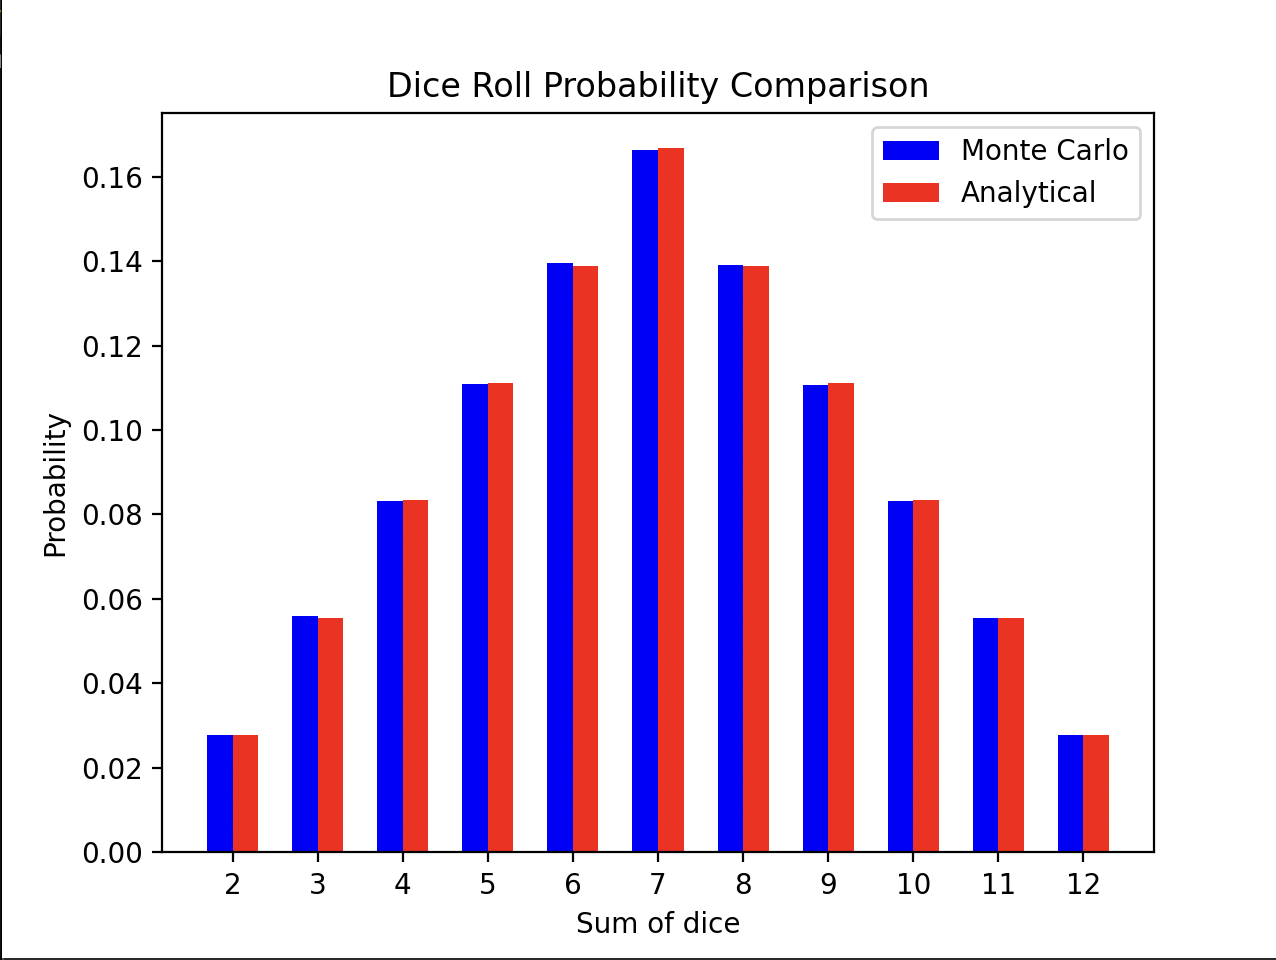 Dice Roll Probability Comparison
Monte Carlo
Analytical
Probability
0.16
0.14
0.12
0.10
0.08
0.06
0.04
0.02
0.00
2 3 4 5 6 7 8 9 10 11 12
Sum of dice